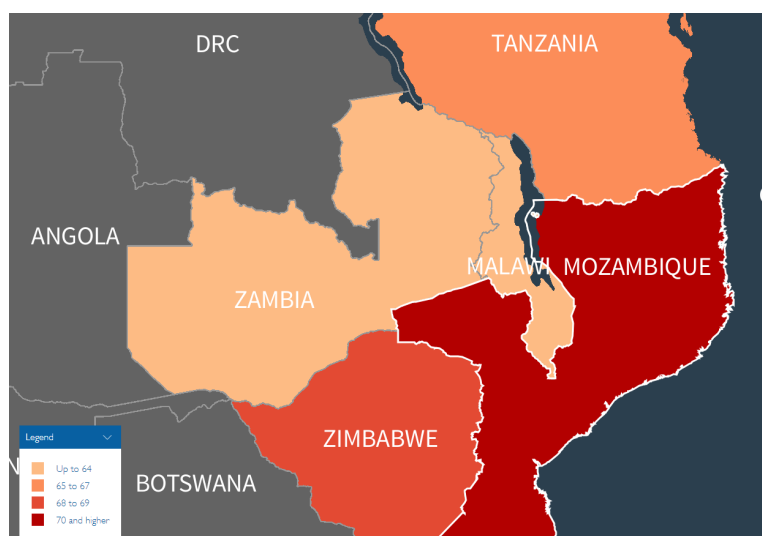 DRC
TANZANIA
ANGOLA
MALAWI
MOZAMBIQUE
ZAMBIA
ZIMBABWE
BOTSWANA
N
Legend
Up to 64
65 to 67
68 to 69
70 and higher